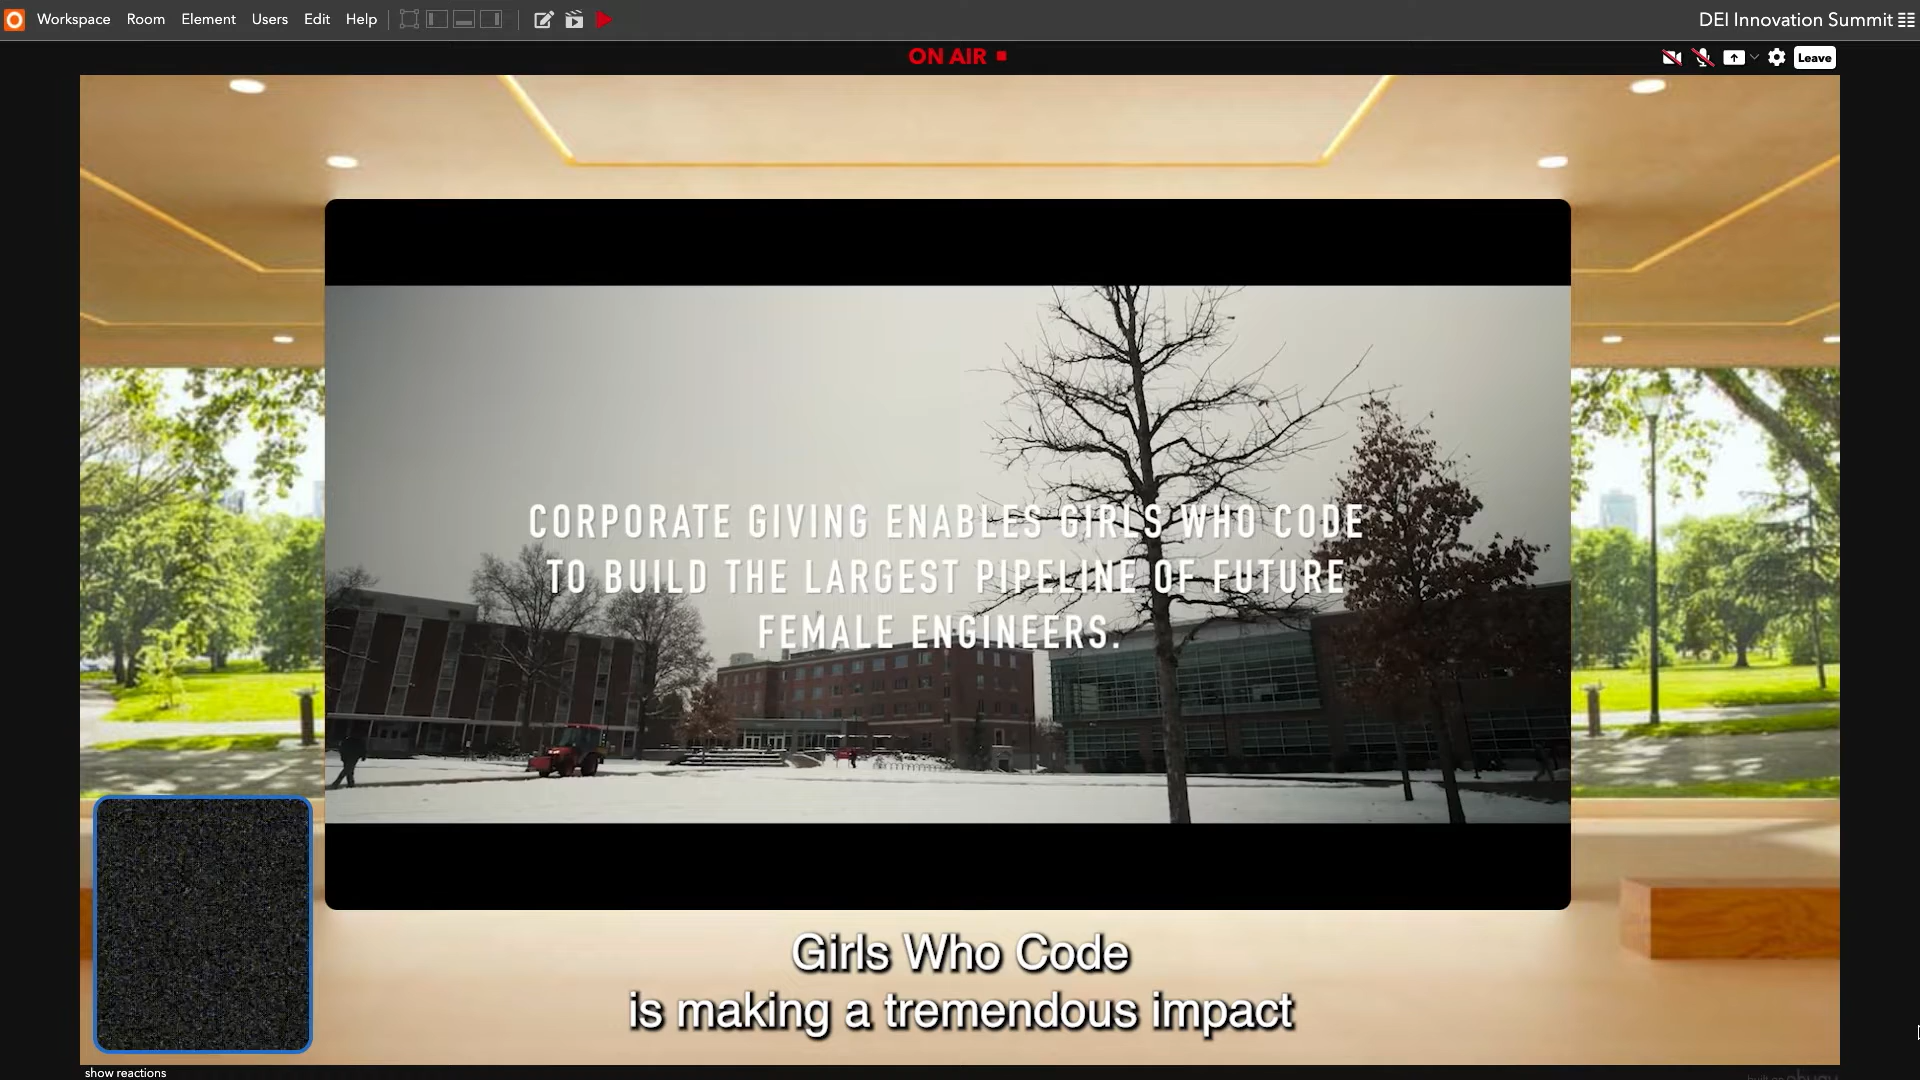 Workspace Room Element Users Edit Help
DEI Innovation Summit
ON AIR
Leave
CORPORATE GIVING ENABLES GIRLS WHO CODE
TO BUILD THE LARGEST PIPELINE OF FUTURE
FEMALE ENGINEERS.
Girls Who Code
is making a tremendous impact
show reactions